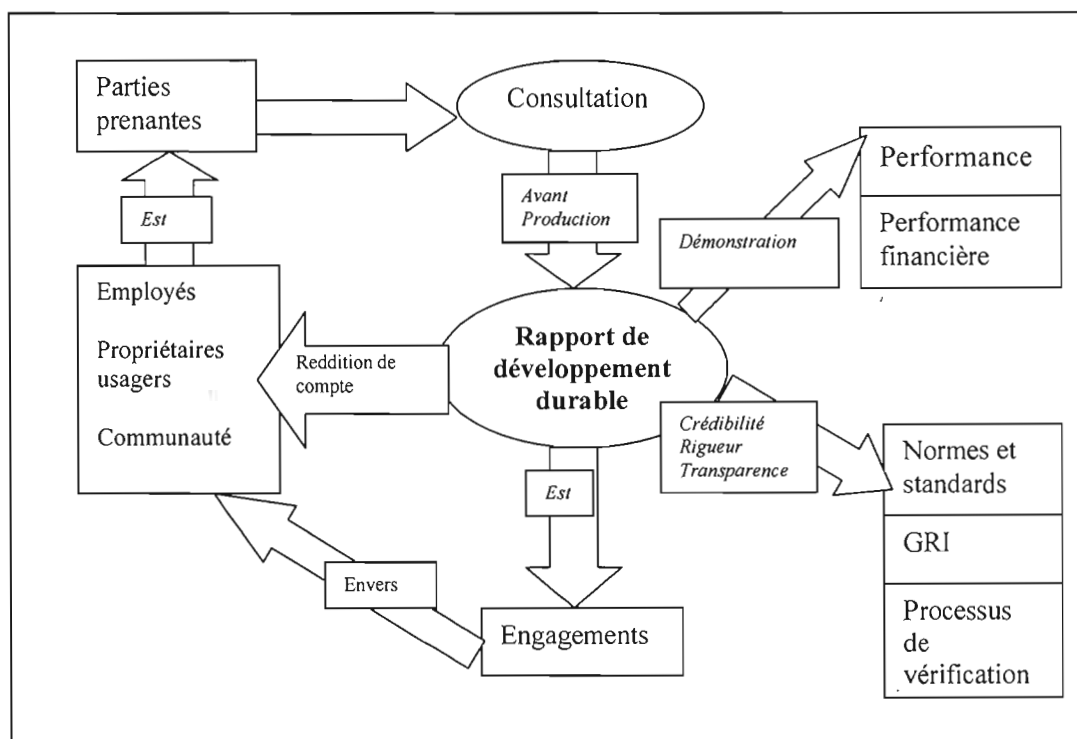 Parties
prenantes
Consultation
Performance
Performance
financière
Avant
Production
Démonstration
Est
Employés
Propriétaires
usagers
Communauté
Reddition de
compte
Rapport de
développement
durable
Crédibilité
Rigueur
Transparence
Normes et
standards
GRI
Processus
de
vérification
Est
Envers
Engagements